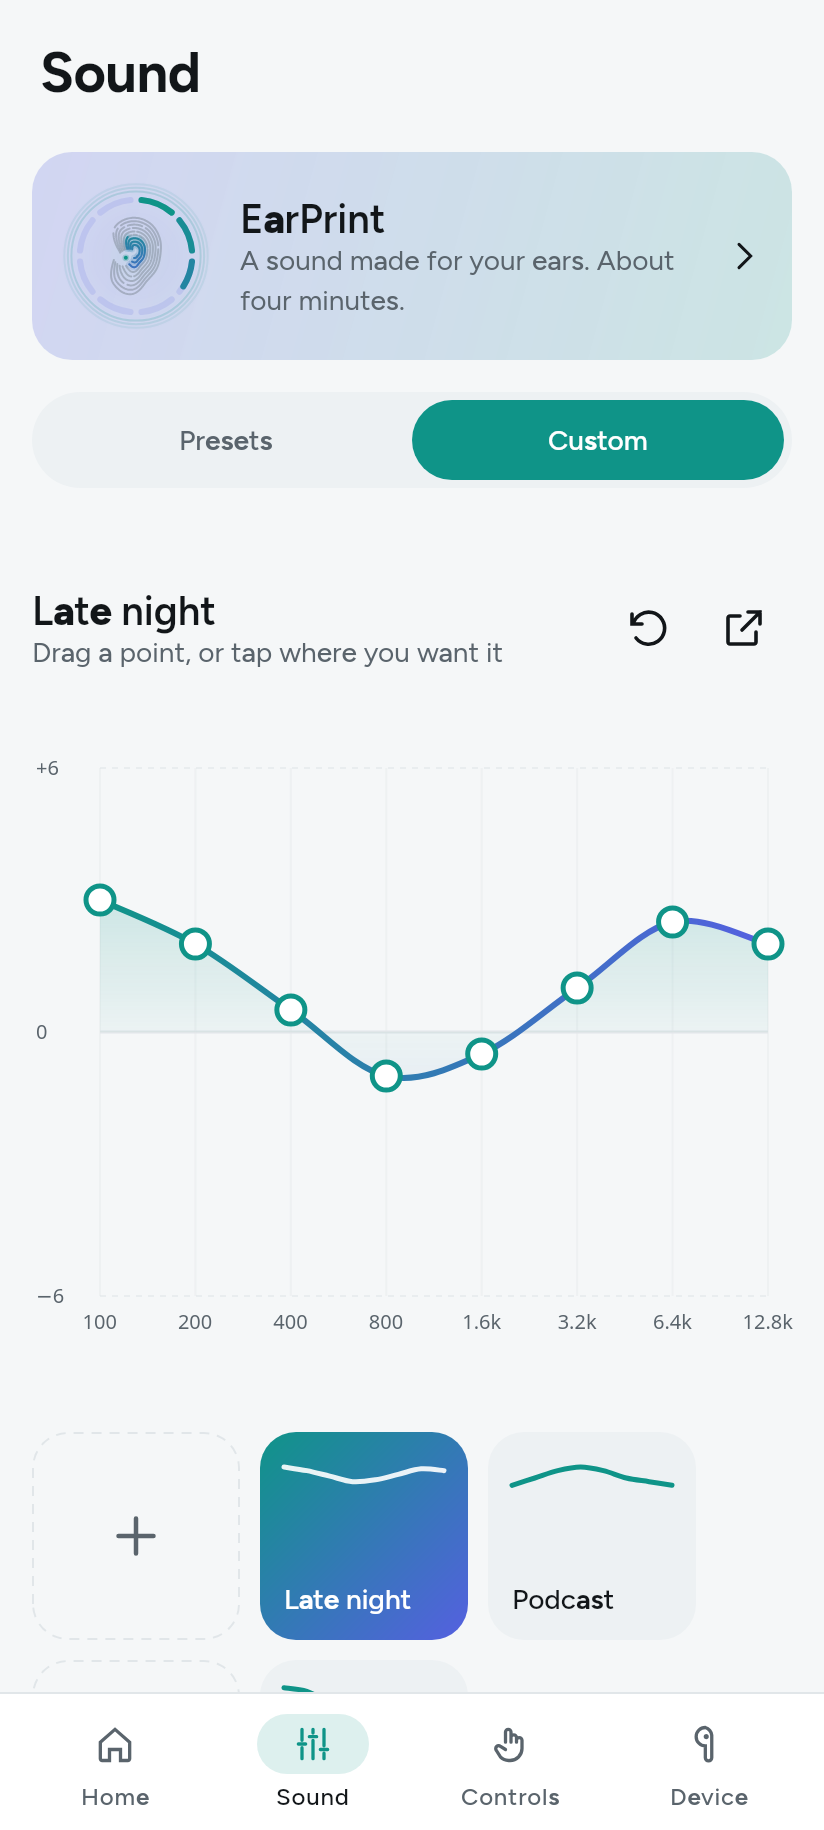 Sound
EarPrint
A sound made for your ears. About
four minutes.
Presets
Custom
Late night
Drag a point, or tap where you want it
+6
0
−6
100 200 400 800 1.6k 3.2k 6.4k 12.8k
Late night
Podcast
Home
Sound
Controls
Device